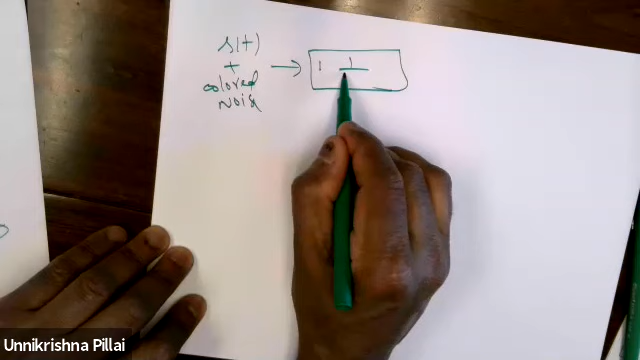 s(t)
+
colored
Noise
→ 1 1/
Unnikrishna Pillai